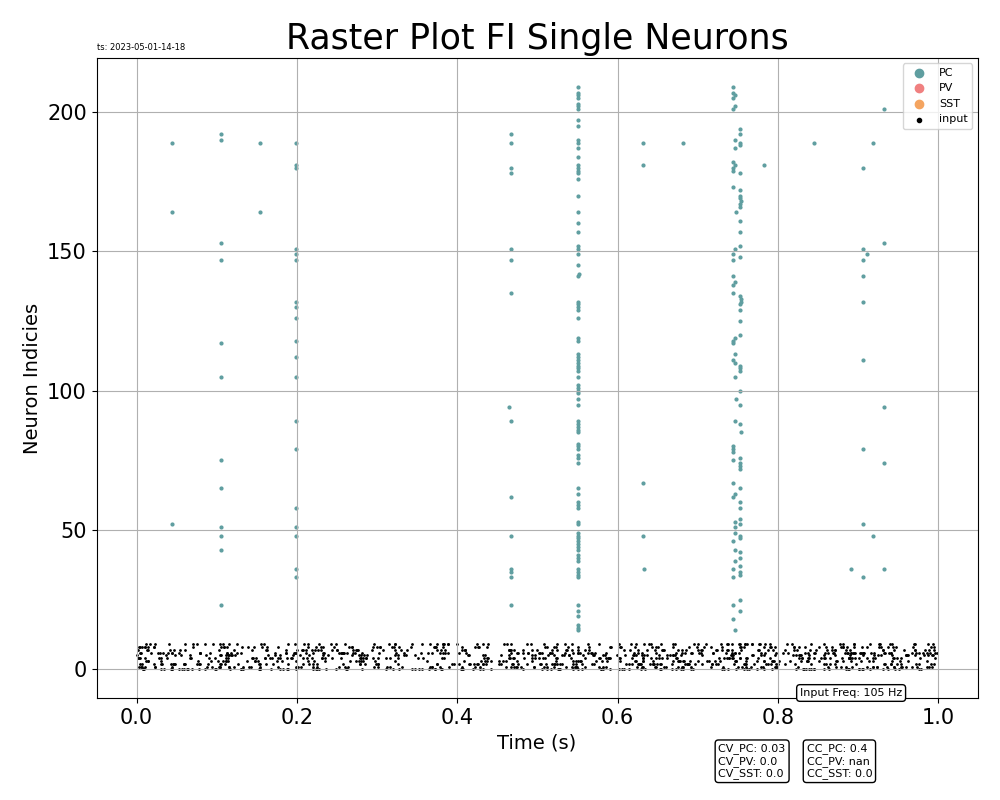 Raster Plot FI Single Neurons
ts: 2023-05-01-14-18
PC
PV
SST
input
200
150
100
50
0
Neuron Indicies
0.0 0.2 0.4 0.6 0.8 1.0
Input Freq: 105 Hz
Time (s)
CV_PC: 0.03
CV_PV: 0.0
CV_SST: 0.0
CC_PC: 0.4
CC_PV: nan
CC_SST: 0.0